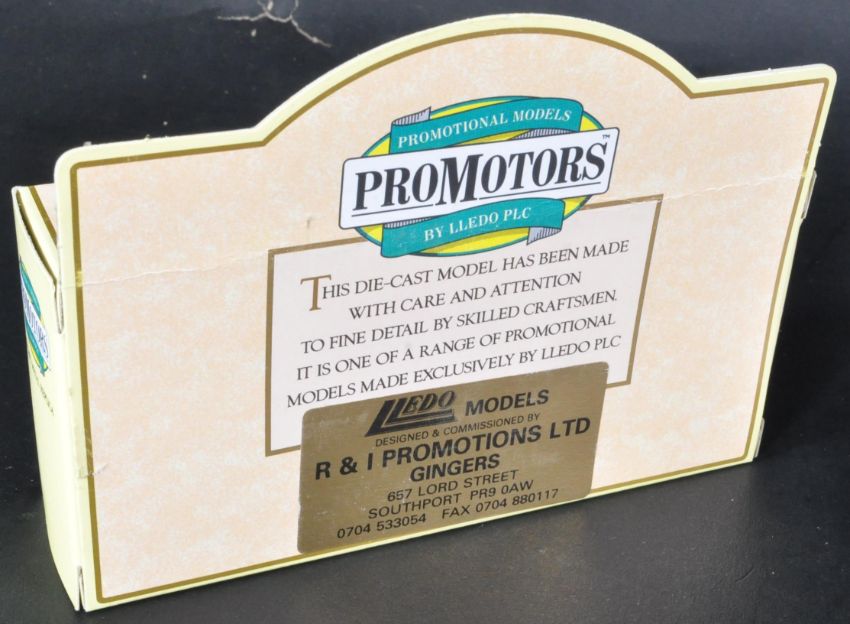 PROMOTIONAL MODELS
PROMOTORS™
BY LLEDO PLC
THIS DIE-CAST MODEL HAS BEEN MADE
WITH CARE AND ATTENTION
TO FINE DETAIL BY SKILLED CRAFTSMEN.
IT IS ONE OF A RANGE OF PROMOTIONAL
MODELS MADE EXCLUSIVELY BY LLEDO PLC
LLEDO MODELS
DESIGNED & COMMISSIONED BY
R & I PROMOTIONS LTD
GINGERS
657 LORD STREET
SOUTHPORT PR9 0AW
0704 533054 FAX 0704 880117
PROMOTORS